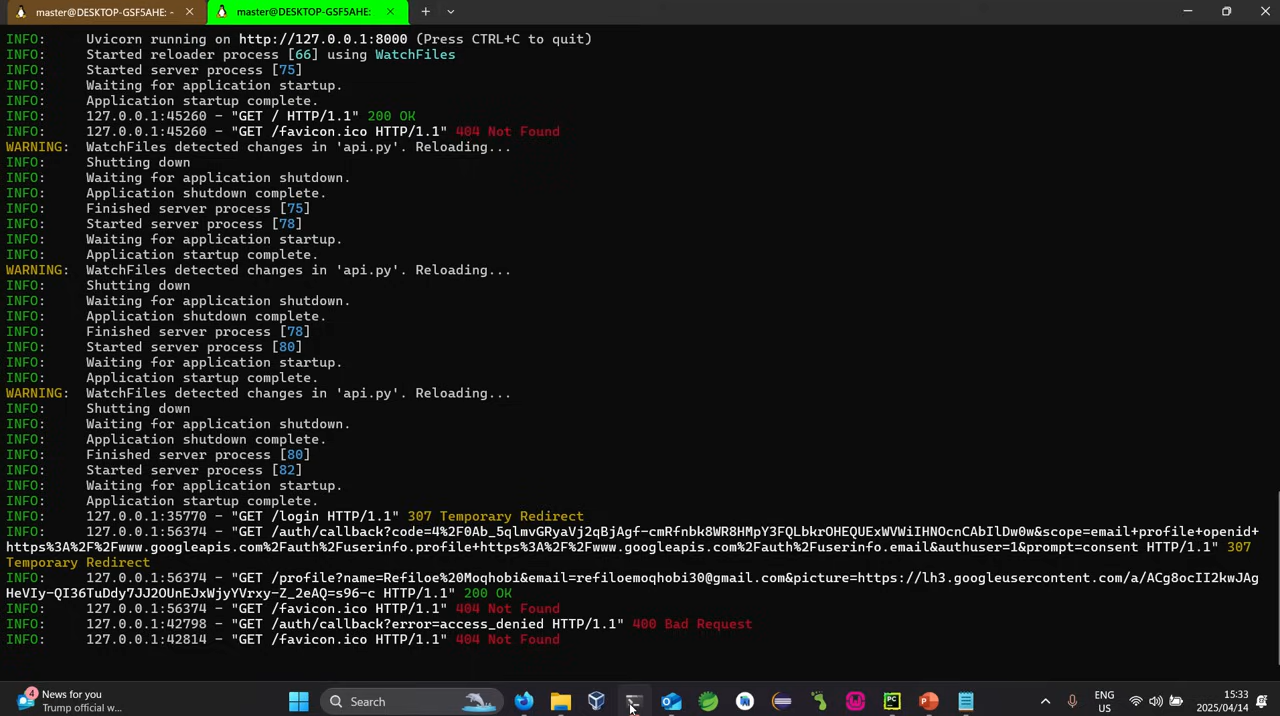 master@DESKTOP-GSF5AHE: -
master@DESKTOP-GSF5AHE:
INFO: Uvicorn running on http://127.0.0.1:8000 (Press CTRL+C to quit)
INFO: Started reloader process [66] using WatchFiles
INFO: Started server process [75]
INFO: Waiting for application startup.
INFO: Application startup complete.
INFO: 127.0.0.1:45260 - "GET / HTTP/1.1" 200 OK
INFO: 127.0.0.1:45260 - "GET /favicon.ico HTTP/1.1" 404 Not Found
WARNING: WatchFiles detected changes in 'api.py'. Reloading...
INFO: Shutting down
INFO: Waiting for application shutdown.
INFO: Application shutdown complete.
INFO: Finished server process [75]
INFO: Started server process [78]
INFO: Waiting for application startup.
INFO: Application startup complete.
WARNING: WatchFiles detected changes in 'api.py'. Reloading...
INFO: Shutting down
INFO: Waiting for application shutdown.
INFO: Application shutdown complete.
INFO: Finished server process [78]
INFO: Started server process [80]
INFO: Waiting for application startup.
INFO: Application startup complete.
WARNING: WatchFiles detected changes in 'api.py'. Reloading...
INFO: Shutting down
INFO: Waiting for application shutdown.
INFO: Application shutdown complete.
INFO: Finished server process [80]
INFO: Started server process [82]
INFO: Waiting for application startup.
INFO: Application startup complete.
INFO: 127.0.0.1:35770 - "GET /login HTTP/1.1" 307 Temporary Redirect
INFO: 127.0.0.1:56374 - "GET /auth/callback?code=4%2F0Ab_5qlmvGRyaVj2qBjAgf-cmRfnbk8WR8HMpY3FQLbkrOHEQUExWVWiIHNOcnCAbIlDw0w&scope=email+profile+openid+
https%3A%2F%2Fwww.googleapis.com%2Fauth%2Fuserinfo.profile+https%3A%2F%2Fwww.googleapis.com%2Fauth%2Fuserinfo.email&authuser=1&prompt=consent HTTP/1.1" 307
Temporary Redirect
INFO: 127.0.0.1:56374 - "GET /profile?name=Refiloe%20Moqhobi&email=refiloemoqhobi30@gmail.com&picture=https://lh3.googleusercontent.com/a/ACg8ocII2kwJAg
HeVIy-QI36TuDdy7JJ2OUnEJxWjyYVrxy-Z_2eAQ=s96-c HTTP/1.1" 200 OK
INFO: 127.0.0.1:56374 - "GET /favicon.ico HTTP/1.1" 404 Not Found
INFO: 127.0.0.1:42798 - "GET /auth/callback?error=access_denied HTTP/1.1" 400 Bad Request
INFO: 127.0.0.1:42814 - "GET /favicon.ico HTTP/1.1" 404 Not Found
4
News for you
Trump official w...
Search
PC
P
ENG
US
15:33
2025/04/14